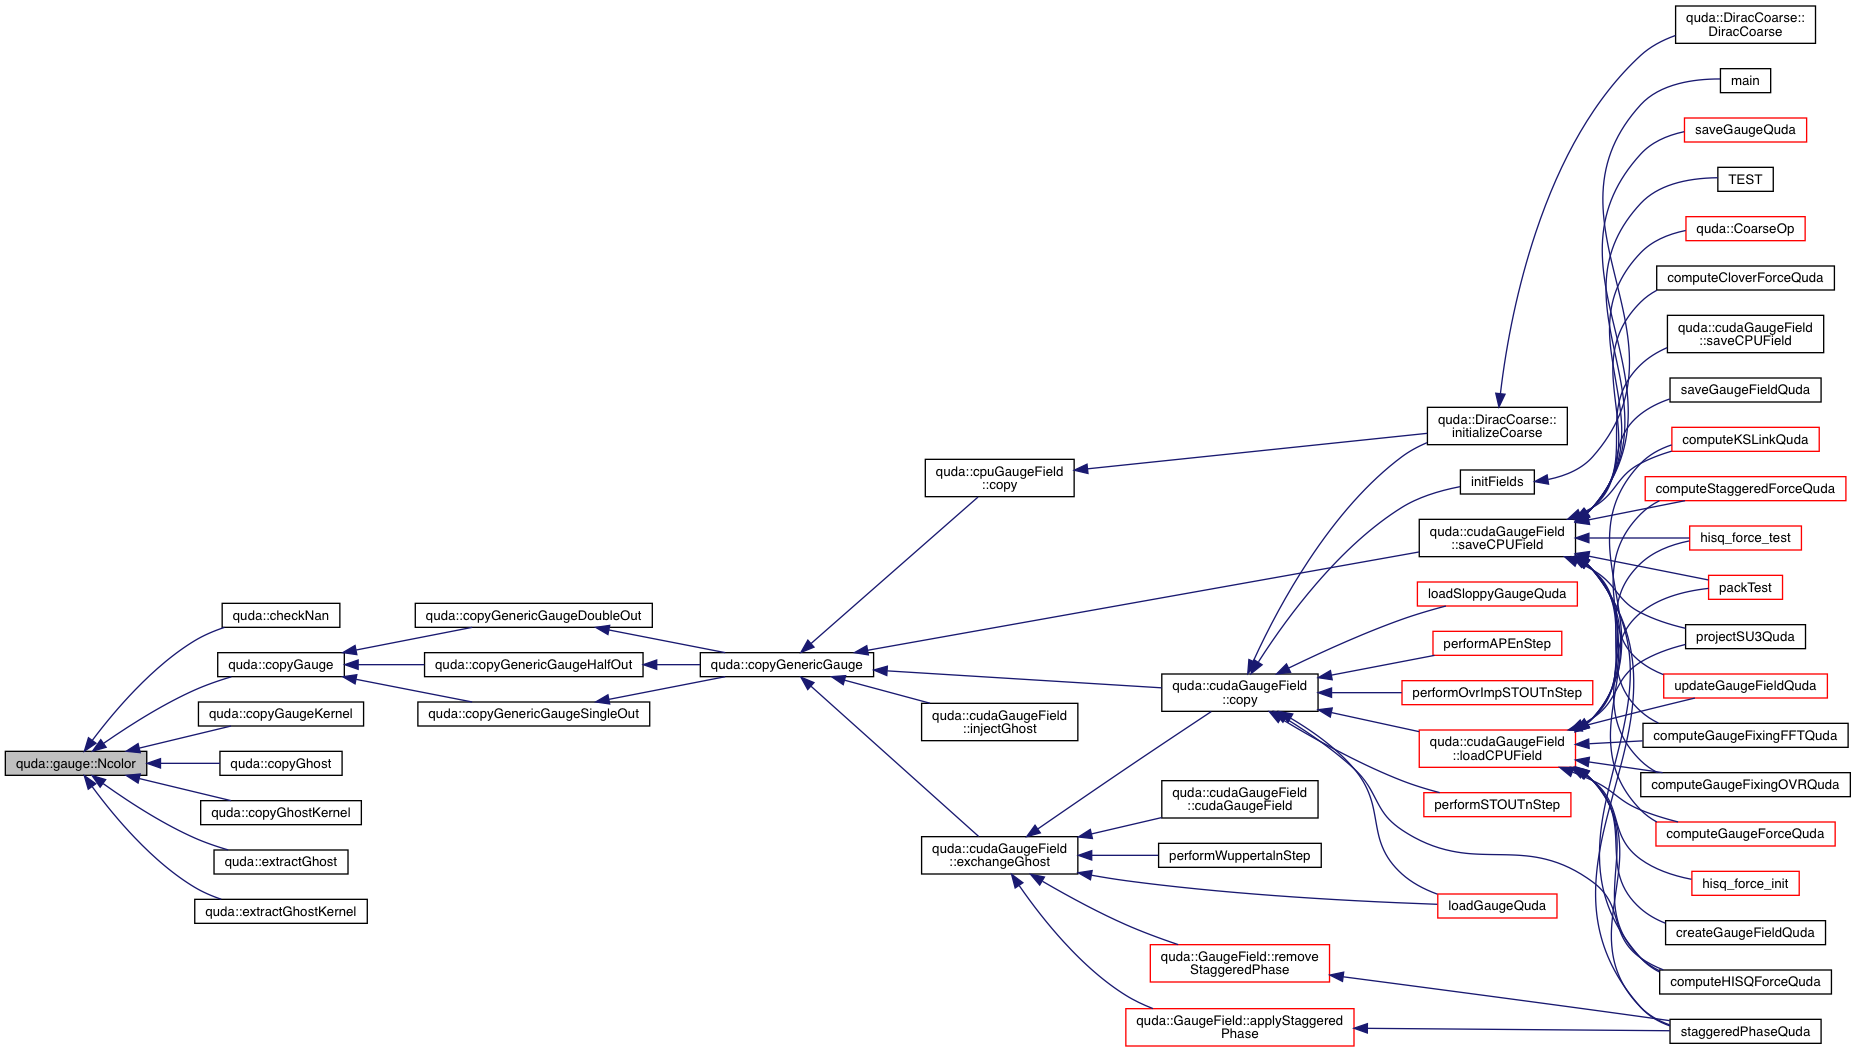 quda::gauge::Ncolor
quda::checkNan
quda::copyGauge
quda::copyGaugeKernel
quda::copyGhost
quda::copyGhostKernel
quda::extractGhost
quda::extractGhostKernel
quda::copyGenericGaugeDoubleOut
quda::copyGenericGaugeHalfOut
quda::copyGenericGaugeSingleOut
quda::copyGenericGauge
quda::cpuGaugeField
::copy
quda::cudaGaugeField
::injectGhost
quda::cudaGaugeField
::exchangeGhost
quda::cudaGaugeField
::copy
quda::cudaGaugeField
::cudaGaugeField
performWuppertalnStep
quda::GaugeField::remove
StaggeredPhase
quda::GaugeField::applyStaggered
Phase
quda::DiracCoarse::
initializeCoarse
initFields
quda::cudaGaugeField
::saveCPUField
loadSloppyGaugeQuda
performAPEnStep
performOvrImpSTOUTnStep
quda::cudaGaugeField
::loadCPUField
performSTOUTnStep
loadGaugeQuda
quda::DiracCoarse::
DiracCoarse
main
saveGaugeQuda
TEST
quda::CoarseOp
computeCloverForceQuda
quda::cudaGaugeField
::saveCPUField
saveGaugeFieldQuda
computeKSLinkQuda
computeStaggeredForceQuda
hisq_force_test
packTest
projectSU3Quda
updateGaugeFieldQuda
computeGaugeFixingFFTQuda
computeGaugeFixingOVRQuda
computeGaugeForceQuda
hisq_force_init
createGaugeFieldQuda
computeHISQForceQuda
staggeredPhaseQuda